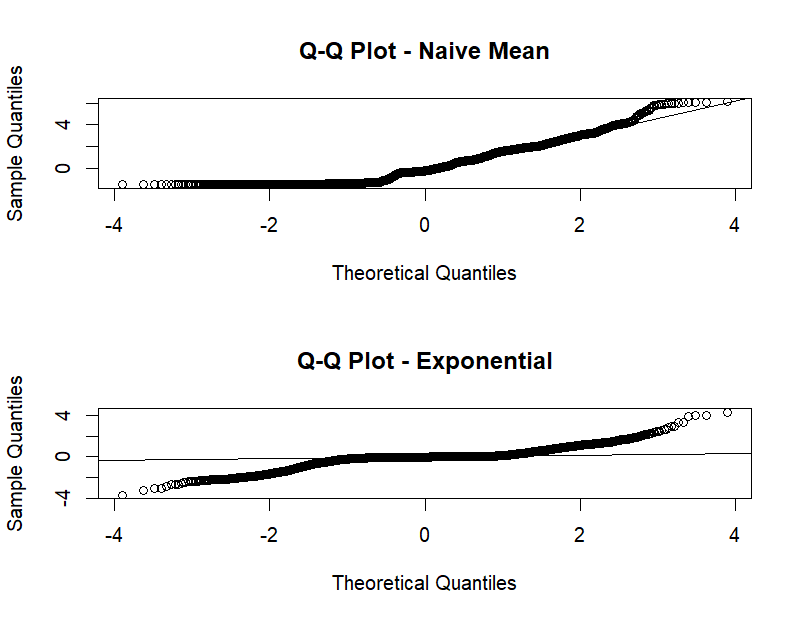 Q-Q Plot - Naive Mean
Sample Quantiles
4
0
-4 -2 0 2 4
Theoretical Quantiles
Q-Q Plot - Exponential
Sample Quantiles
4
0
-4
-4 -2 0 2 4
Theoretical Quantiles